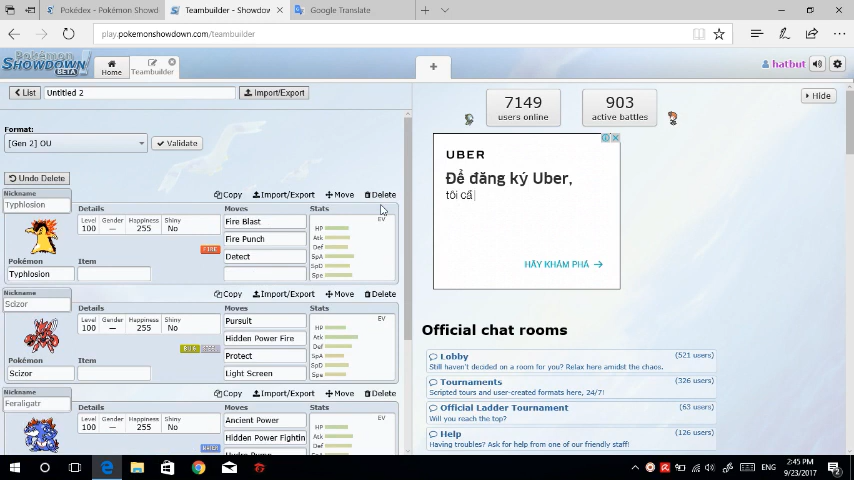 Pokédex - Pokémon Showd
Teambuilder - Showdow
Google Translate
play.pokemonshowdown.com/teambuilder
Pokémon
SHOWDOWN
BETA
Home
Teambuilder
hatbut
List
Untitled 2
Import/Export
Hide
7149
users online
903
active battles
Format:
[Gen 2] OU
Validate
Undo Delete
UBER
Để đăng ký Uber,
tôi cầ
HÃY KHÁM PHÁ
Copy Import/Export Move Delete
Nickname
Typhlosion
Details Moves Stats
Level Gender Happiness Shiny
100 — 255 No
EV
Fire Blast
Fire Punch
Detect
HP
Atk
Def
SpA
SpD
Spe
FIRE
Pokémon Item
Typhlosion
Copy Import/Export Move Delete
Nickname
Scizor
Details Moves Stats
Level Gender Happiness Shiny
100 — 255 No
EV
Pursuit
Hidden Power Fire
Protect
Light Screen
HP
Atk
Def
SpA
SpD
Spe
BUG STEEL
Pokémon Item
Scizor
Copy Import/Export Move Delete
Nickname
Feraligatr
Details Moves Stats
Level Gender Happiness Shiny
100 — 255 No
EV
Ancient Power
Hidden Power Fightin
HP
Atk
Def
SpA
WATER
Official chat rooms
Lobby (521 users)
Still haven't decided on a room for you? Relax here amidst the chaos.
Tournaments (326 users)
Scripted tours and user-created formats here, 24/7!
Official Ladder Tournament (63 users)
Will you reach the top?
Help (126 users)
Having troubles? Ask for help from one of our friendly staff!
ENG
2:45 PM
9/23/2017
2